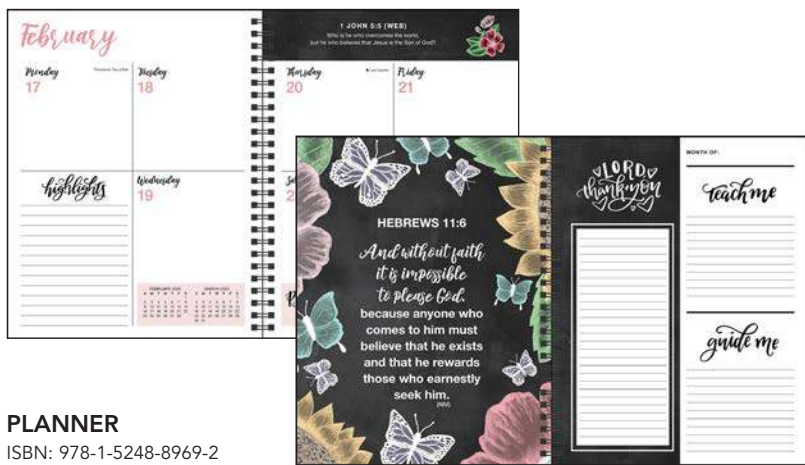 February
1 JOHN 5:5 (WEB)
Who is he who overcomes the world,
but he who believes that Jesus is the Son of God?
Monday
17
Tuesday
18
Thursday
20
Friday
21
highlights
Wednesday
19
FEBRUARY 2020
MARCH 2020
HEBREWS 11:6
And without faith
it is impossible
to please God,
because anyone who
comes to him must
believe that he exists
and that he rewards
those who earnestly
seek him.
(NIV)
LORD
thank you
MONTH OF:
teach me
guide me
PLANNER
ISBN: 978-1-5248-8969-2